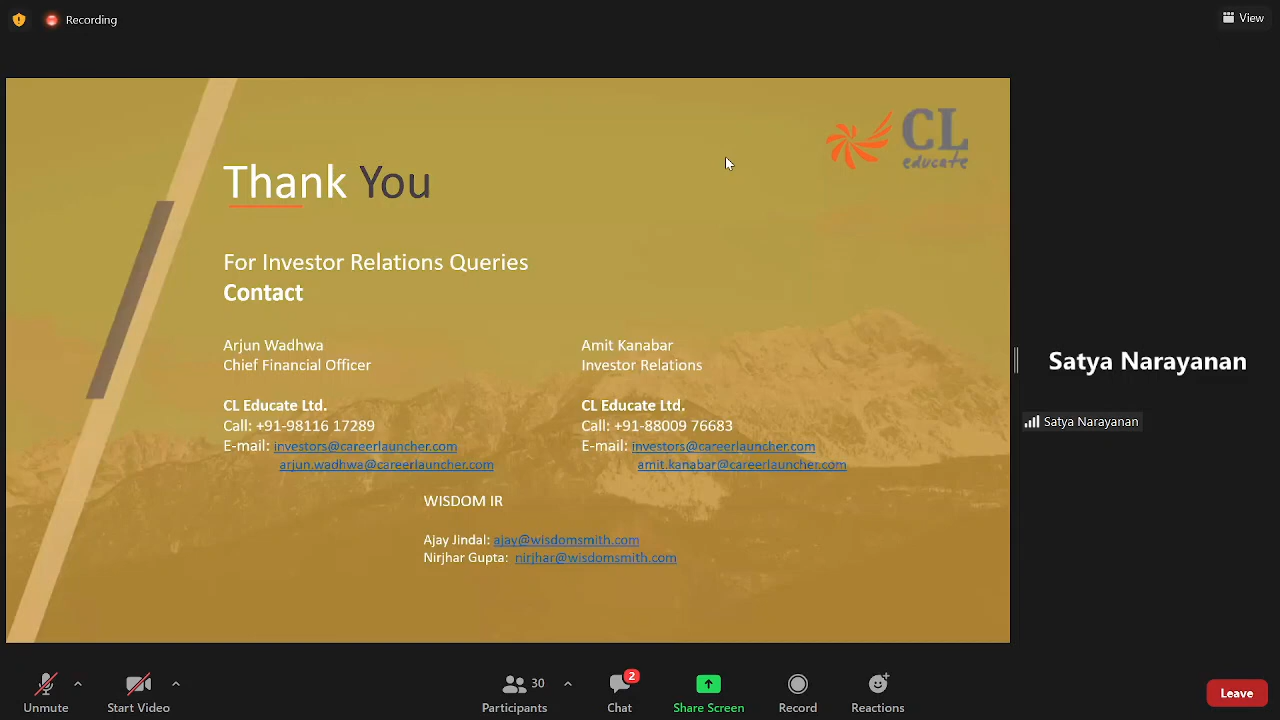 Recording
View
CL
educate
Thank You
For Investor Relations Queries
Contact
Arjun Wadhwa
Chief Financial Officer
CL Educate Ltd.
Call: +91-98116 17289
E-mail: investors@careerlauncher.com
arjun.wadhwa@careerlauncher.com
Amit Kanabar
Investor Relations
CL Educate Ltd.
Call: +91-88009 76683
E-mail: investors@careerlauncher.com
amit.kanabar@careerlauncher.com
WISDOM IR
Ajay Jindal: ajay@wisdomsmith.com
Nirjhar Gupta: nirjhar@wisdomsmith.com
Satya Narayanan
Satya Narayanan
Unmute
Start Video
30
Participants
2
Chat
Share Screen
Record
Reactions
Leave